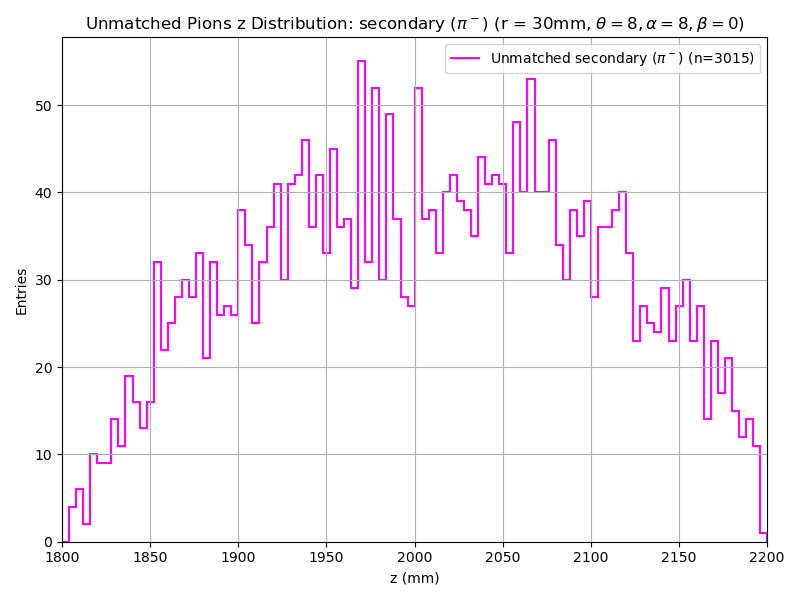 Unmatched Pions z Distribution: secondary (π⁻) (r = 30mm, θ = 8, α = 8, β = 0)
Unmatched secondary (π⁻) (n=3015)
Entries
50
40
30
20
10
0
1800 1850 1900 1950 2000 2050 2100 2150 2200
z (mm)